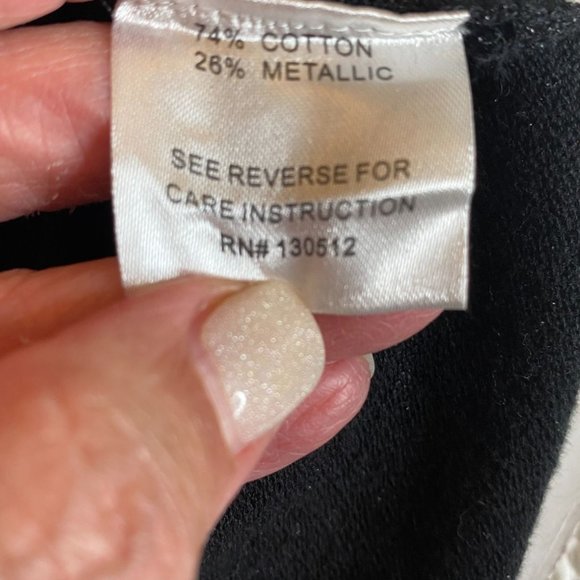 74% COTTON
26% METALLIC
SEE REVERSE FOR
CARE INSTRUCTION
RN# 130512